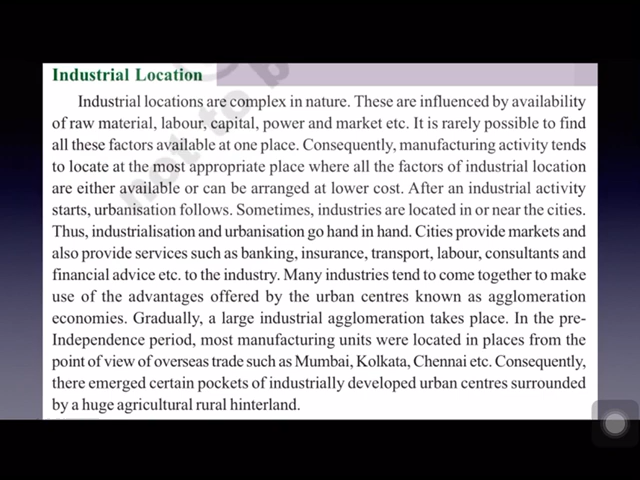 Industrial Location
Industrial locations are complex in nature. These are influenced by availability
of raw material, labour, capital, power and market etc. It is rarely possible to find
all these factors available at one place. Consequently, manufacturing activity tends
to locate at the most appropriate place where all the factors of industrial location
are either available or can be arranged at lower cost. After an industrial activity
starts, urbanisation follows. Sometimes, industries are located in or near the cities.
Thus, industrialisation and urbanisation go hand in hand. Cities provide markets and
also provide services such as banking, insurance, transport, labour, consultants and
financial advice etc. to the industry. Many industries tend to come together to make
use of the advantages offered by the urban centres known as agglomeration
economies. Gradually, a large industrial agglomeration takes place. In the pre-
Independence period, most manufacturing units were located in places from the
point of view of overseas trade such as Mumbai, Kolkata, Chennai etc. Consequently,
there emerged certain pockets of industrially developed urban centres surrounded
by a huge agricultural rural hinterland.
not to b